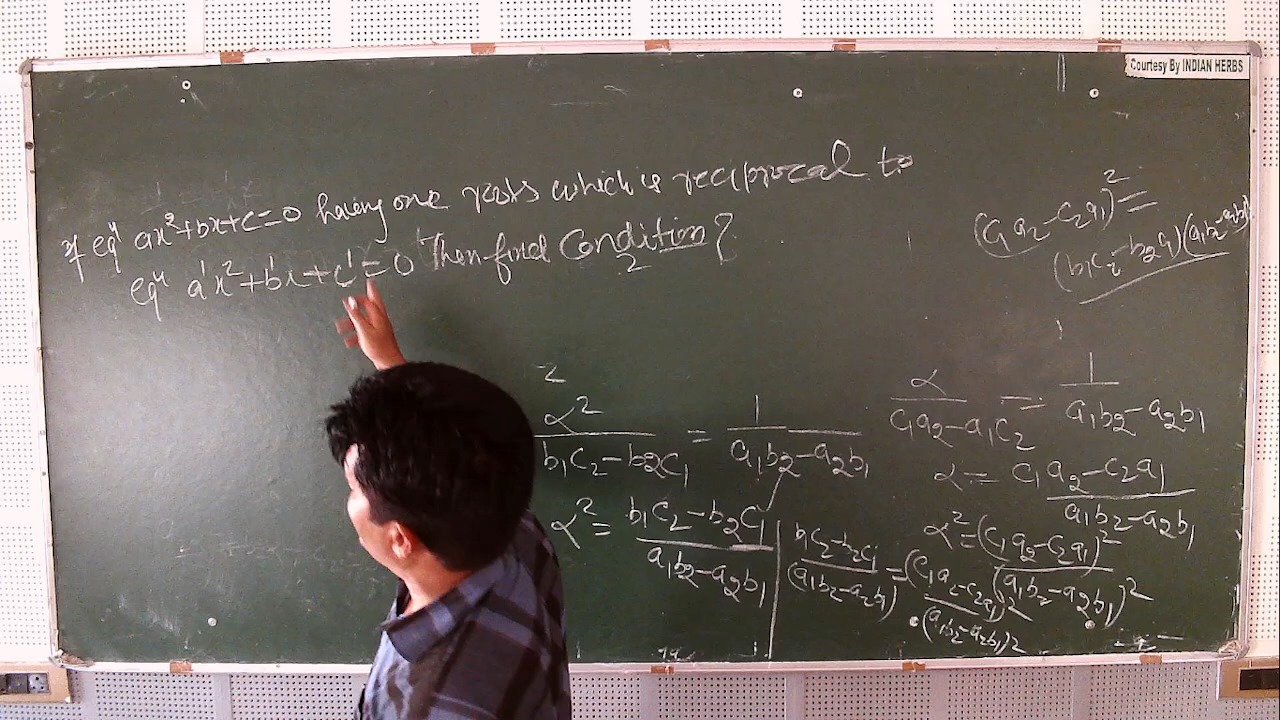 Courtesy By INDIAN HERBS
If eqⁿ ax²+bx+c=0 having one roots which is reciprocal to
eqⁿ a'x²+b'x+c'=0 Then find Condition?
(c₁a₂-c₂a₁)²=
(b₁c₂-b₂c₁)(a₁b₂-a₂b₁)
α²/(b₁c₂-b₂c₁) = 1/(a₁b₂-a₂b₁)
α² = (b₁c₂-b₂c₁)/(a₁b₂-a₂b₁)
α/(c₁a₂-a₁c₂) = 1/(a₁b₂-a₂b₁)
α = (c₁a₂-c₂a₁)/(a₁b₂-a₂b₁)
α² = (c₁a₂-c₂a₁)²/(a₁b₂-a₂b₁)²
(b₁c₂-b₂c₁)/(a₁b₂-a₂b₁) = (c₁a₂-c₂a₁)²/(a₁b₂-a₂b₁)²